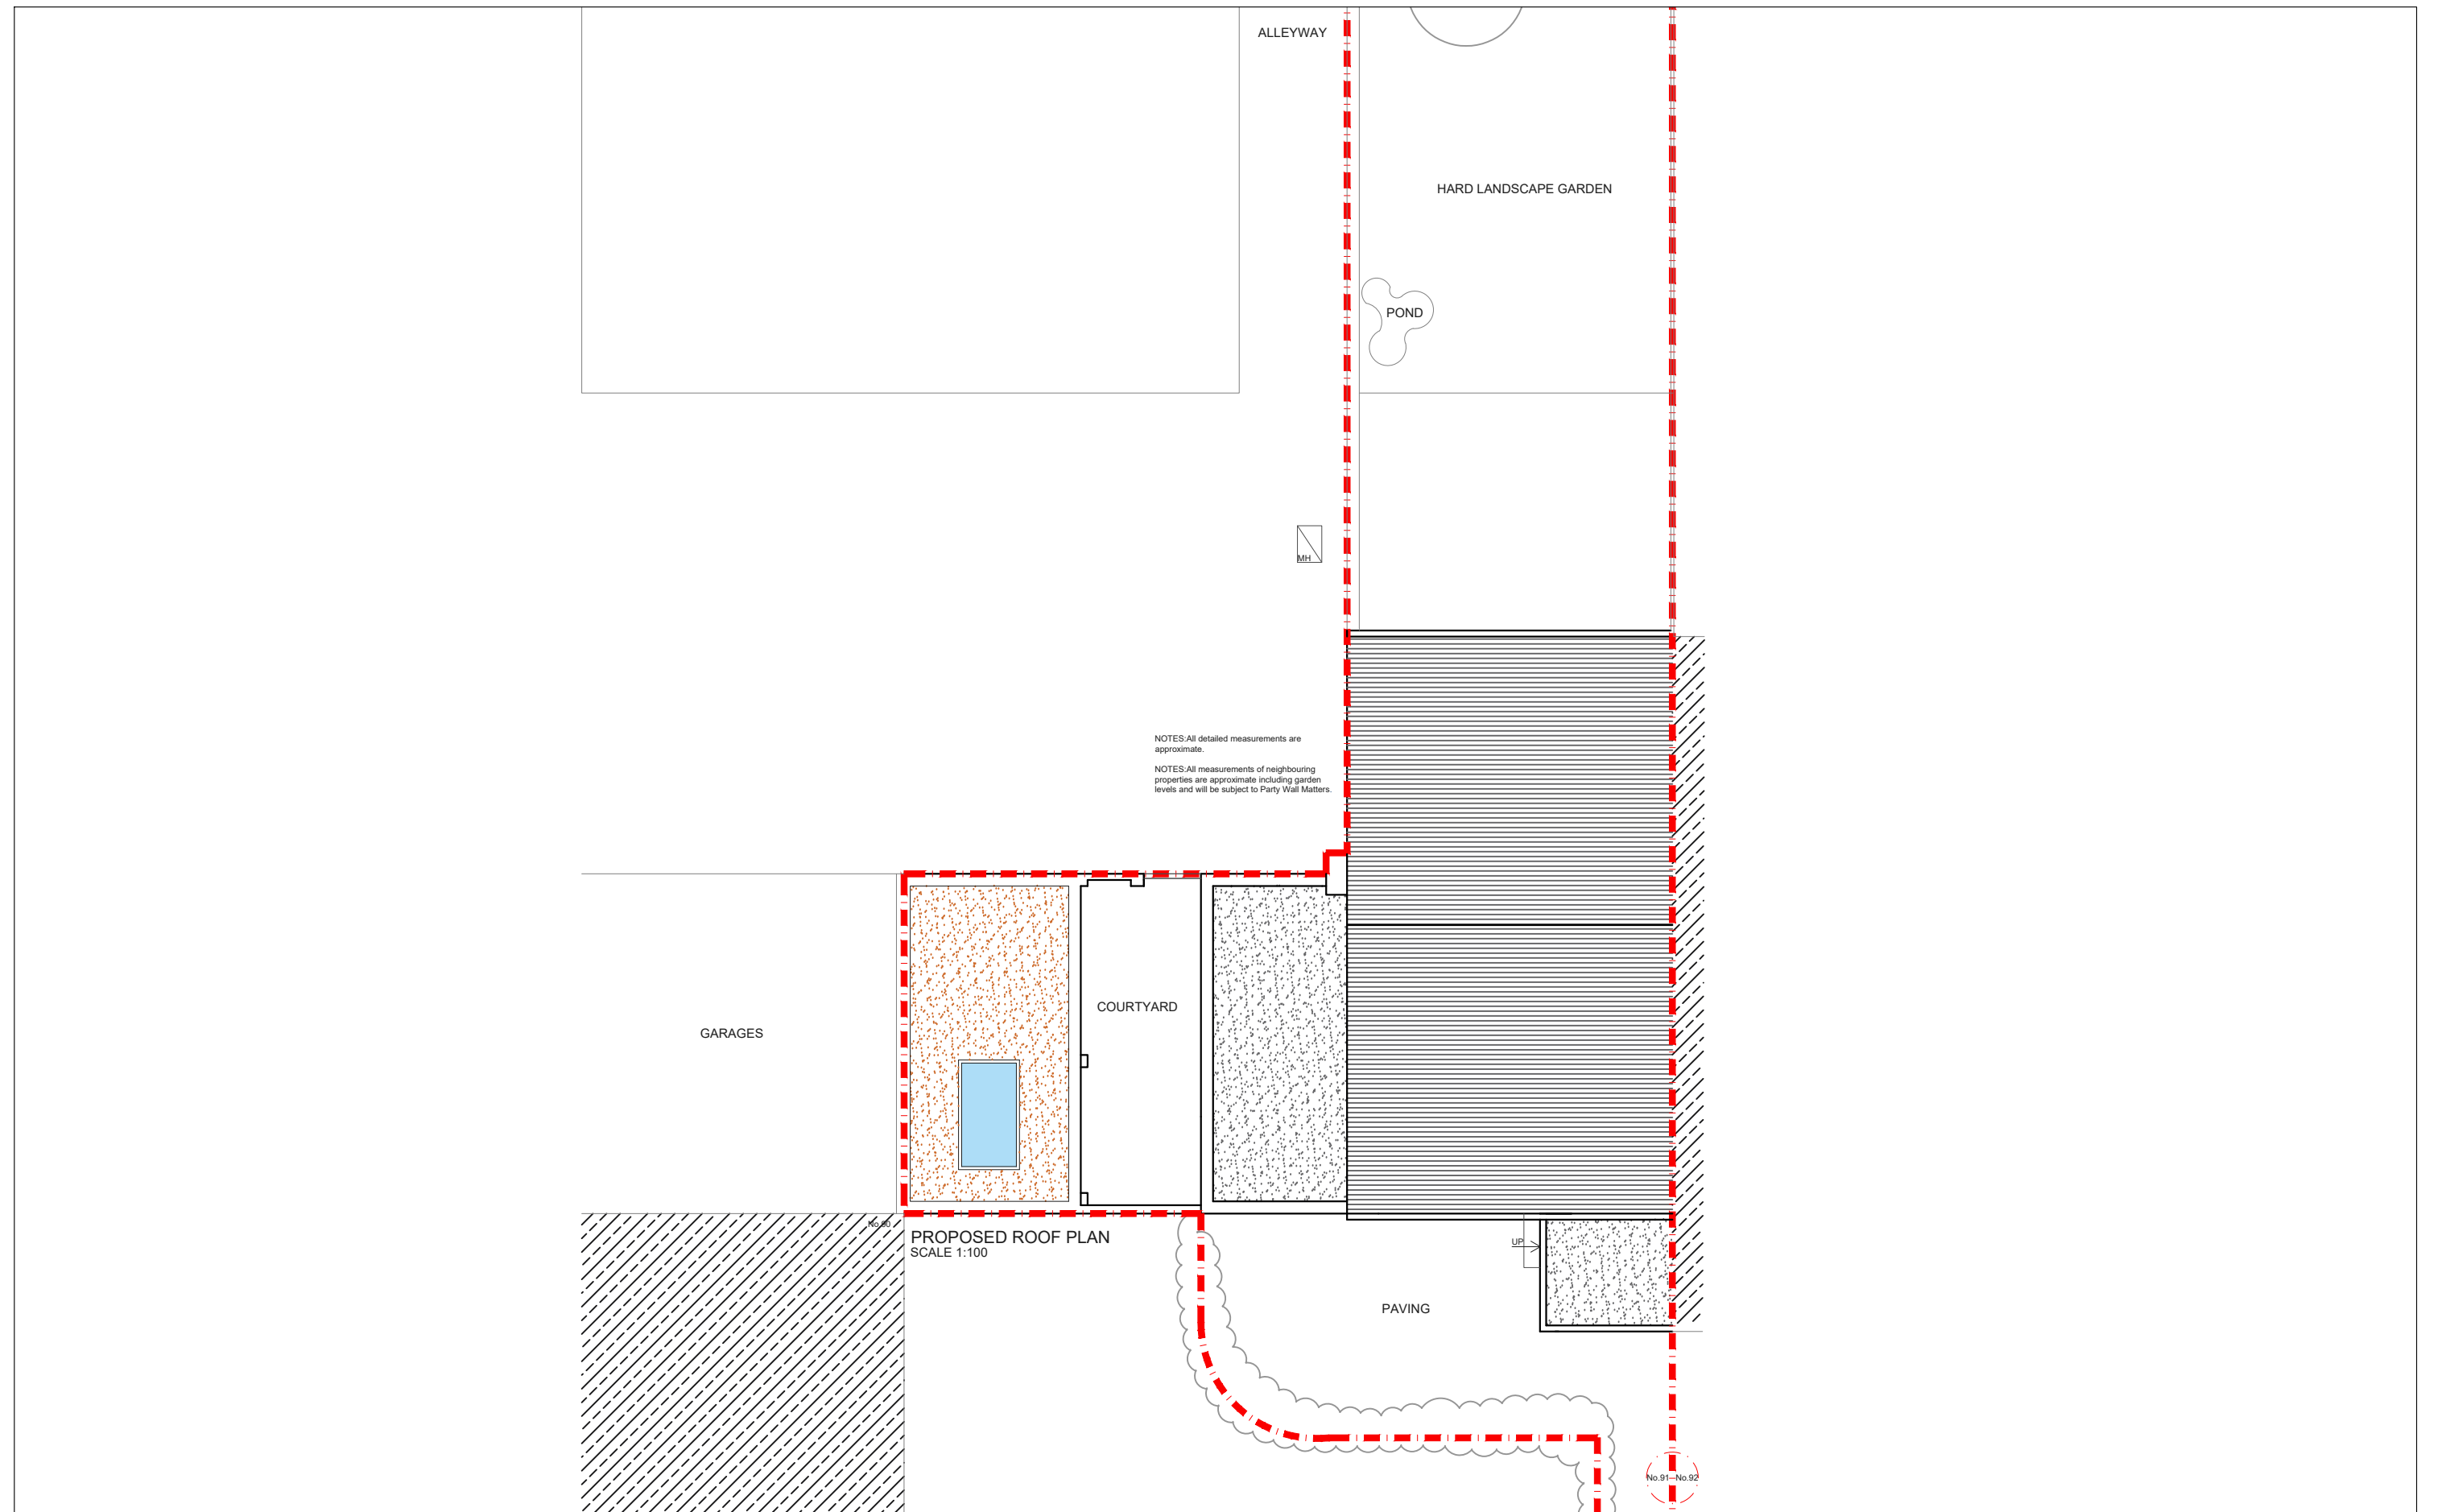 ALLEYWAY
HARD LANDSCAPE GARDEN
POND
MH
NOTES:All detailed measurements are
approximate.
NOTES:All measurements of neighbouring
properties are approximate including garden
levels and will be subject to Party Wall Matters.
COURTYARD
GARAGES
No.90
PROPOSED ROOF PLAN
SCALE 1:100
UP
PAVING
No.91 No.92